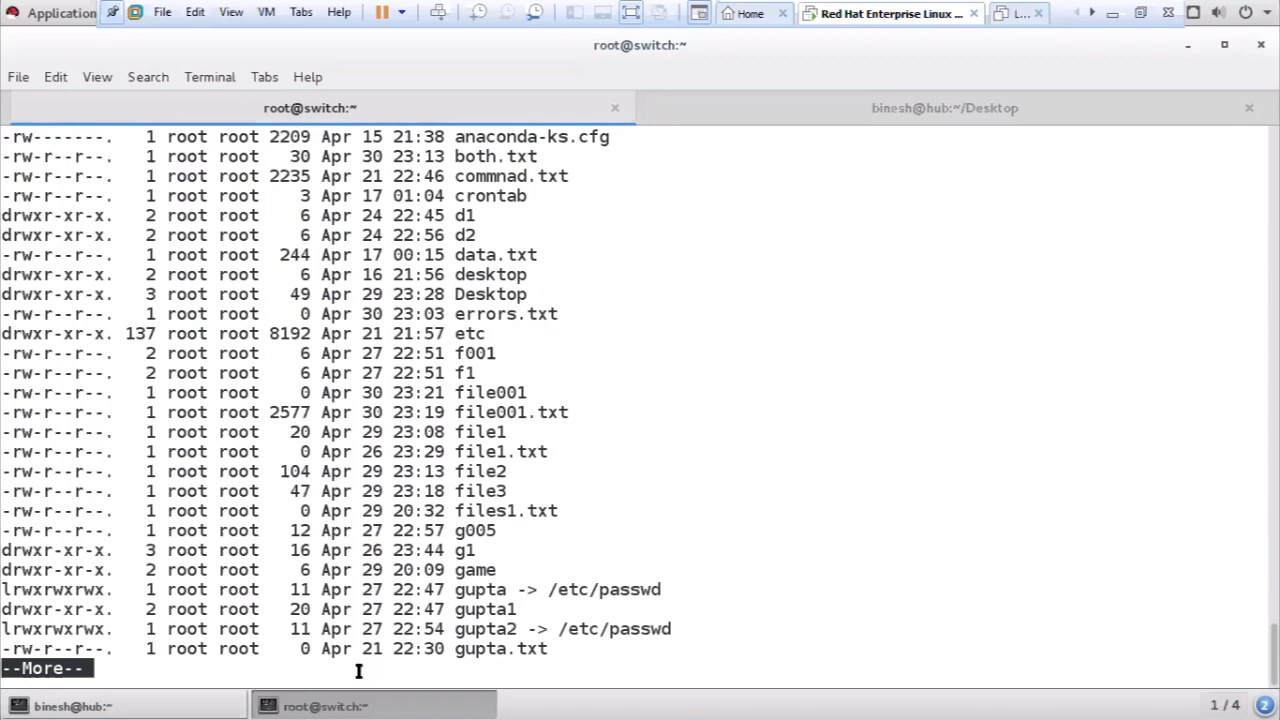 Application File Edit View VM Tabs Help Home Red Hat Enterprise Linux ... L...
root@switch:~
File Edit View Search Terminal Tabs Help
root@switch:~ binesh@hub:~/Desktop
-rw-------. 1 root root 2209 Apr 15 21:38 anaconda-ks.cfg
-rw-r--r--. 1 root root 30 Apr 30 23:13 both.txt
-rw-r--r--. 1 root root 2235 Apr 21 22:46 commnad.txt
-rw-r--r--. 1 root root 3 Apr 17 01:04 crontab
drwxr-xr-x. 2 root root 6 Apr 24 22:45 d1
drwxr-xr-x. 2 root root 6 Apr 24 22:56 d2
-rw-r--r--. 1 root root 244 Apr 17 00:15 data.txt
drwxr-xr-x. 2 root root 6 Apr 16 21:56 desktop
drwxr-xr-x. 3 root root 49 Apr 29 23:28 Desktop
-rw-r--r--. 1 root root 0 Apr 30 23:03 errors.txt
drwxr-xr-x. 137 root root 8192 Apr 21 21:57 etc
-rw-r--r--. 2 root root 6 Apr 27 22:51 f001
-rw-r--r--. 2 root root 6 Apr 27 22:51 f1
-rw-r--r--. 1 root root 0 Apr 30 23:21 file001
-rw-r--r--. 1 root root 2577 Apr 30 23:19 file001.txt
-rw-r--r--. 1 root root 20 Apr 29 23:08 file1
-rw-r--r--. 1 root root 0 Apr 26 23:29 file1.txt
-rw-r--r--. 1 root root 104 Apr 29 23:13 file2
-rw-r--r--. 1 root root 47 Apr 29 23:18 file3
-rw-r--r--. 1 root root 0 Apr 29 20:32 files1.txt
-rw-r--r--. 1 root root 12 Apr 27 22:57 g005
drwxr-xr-x. 3 root root 16 Apr 26 23:44 g1
drwxr-xr-x. 2 root root 6 Apr 29 20:09 game
lrwxrwxrwx. 1 root root 11 Apr 27 22:47 gupta -> /etc/passwd
drwxr-xr-x. 2 root root 20 Apr 27 22:47 gupta1
lrwxrwxrwx. 1 root root 11 Apr 27 22:54 gupta2 -> /etc/passwd
-rw-r--r--. 1 root root 0 Apr 21 22:30 gupta.txt
--More--
binesh@hub:~ root@switch:~ 1 / 4 2